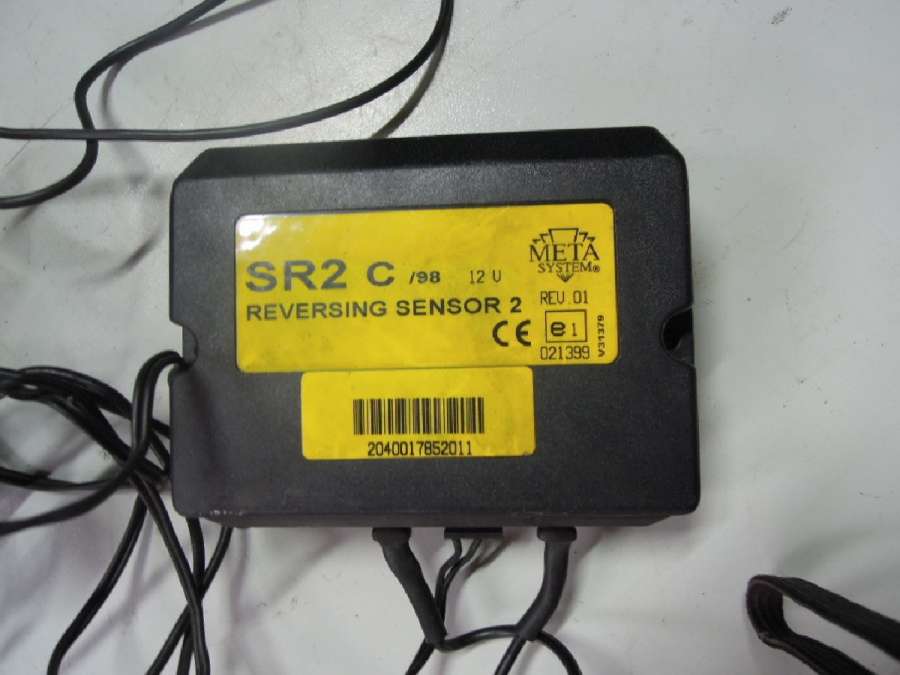 SR2 C /98 12 V
META
SYSTEM®
REVERSING SENSOR 2
REV.01
CE e1
021399
V31379
2040017852011